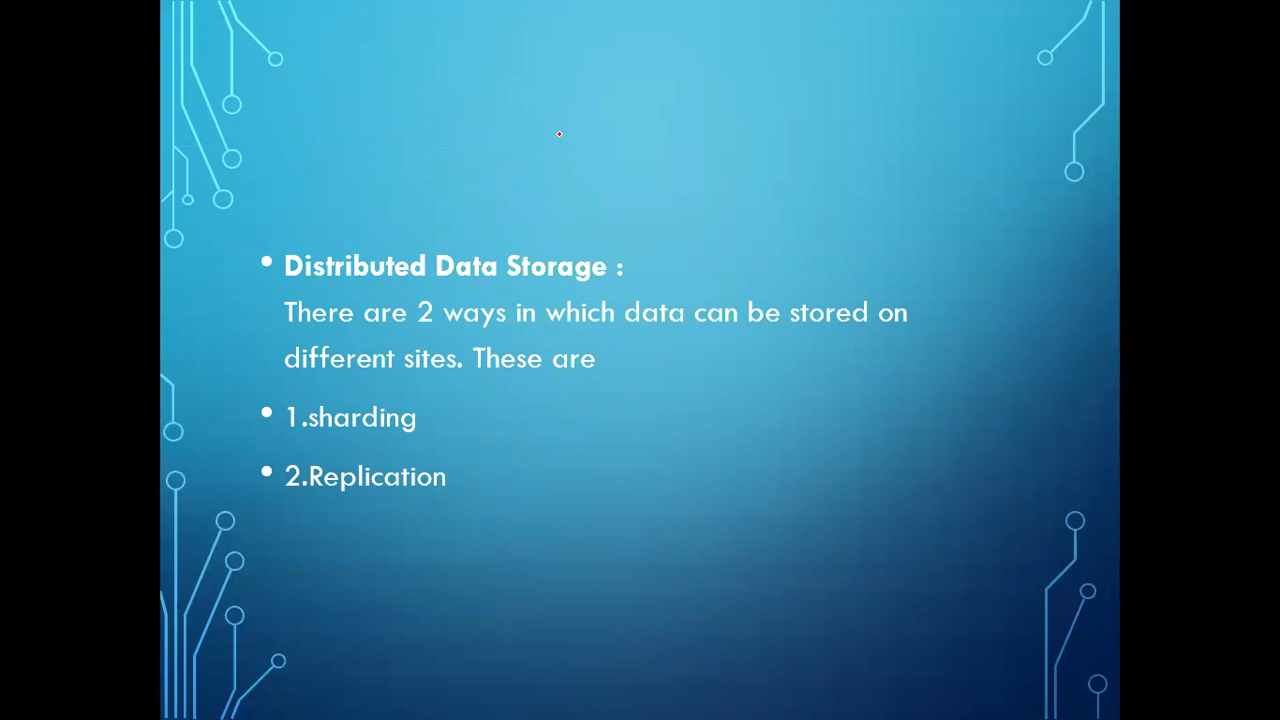 • Distributed Data Storage :
There are 2 ways in which data can be stored on
different sites. These are
• 1.sharding
• 2.Replication